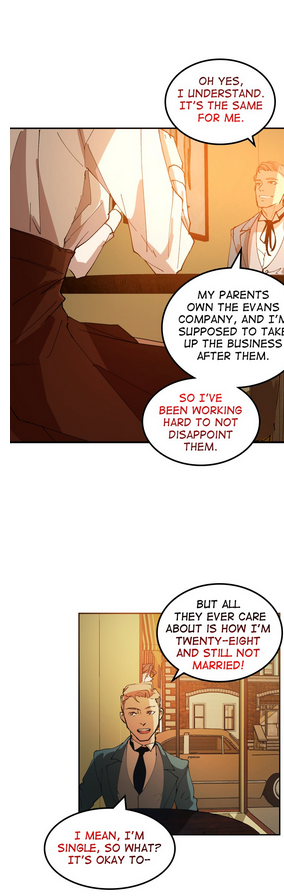 OH YES,
I UNDERSTAND.
IT'S THE SAME
FOR ME.
MY PARENTS
OWN THE EVANS
COMPANY, AND I'M
SUPPOSED TO TAKE
UP THE BUSINESS
AFTER THEM.
SO I'VE
BEEN WORKING
HARD TO NOT
DISAPPOINT
THEM.
BUT ALL
THEY EVER CARE
ABOUT IS HOW I'M
TWENTY-EIGHT
AND STILL NOT
MARRIED!
I MEAN, I'M
SINGLE, SO WHAT?
IT'S OKAY TO-